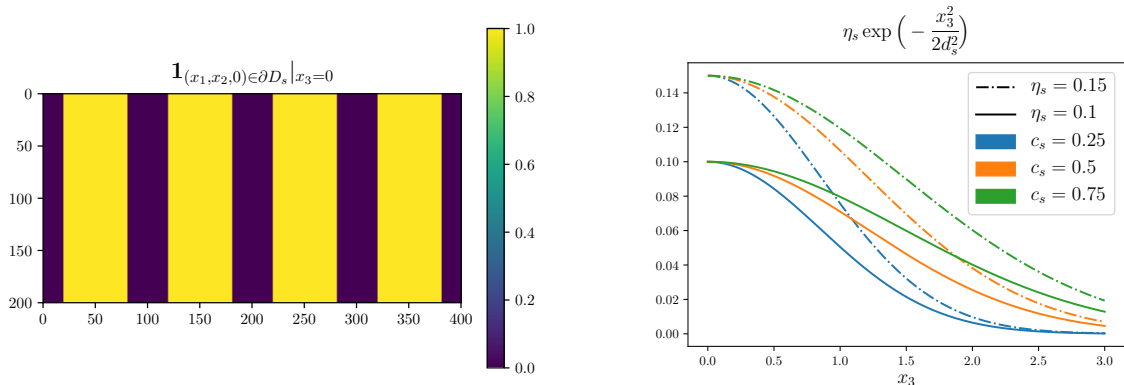 𝟏_{(x_1,x_2,0)∈∂D_s}|_{x_3=0}
0
50
100
150
200
0 50 100 150 200 250 300 350 400
1.0
0.8
0.6
0.4
0.2
0.0
η_s exp ( − x_3^2 / 2d_s^2 )
0.14
0.12
0.10
0.08
0.06
0.04
0.02
0.00
0.0 0.5 1.0 1.5 2.0 2.5 3.0
x_3
η_s = 0.15
η_s = 0.1
c_s = 0.25
c_s = 0.5
c_s = 0.75